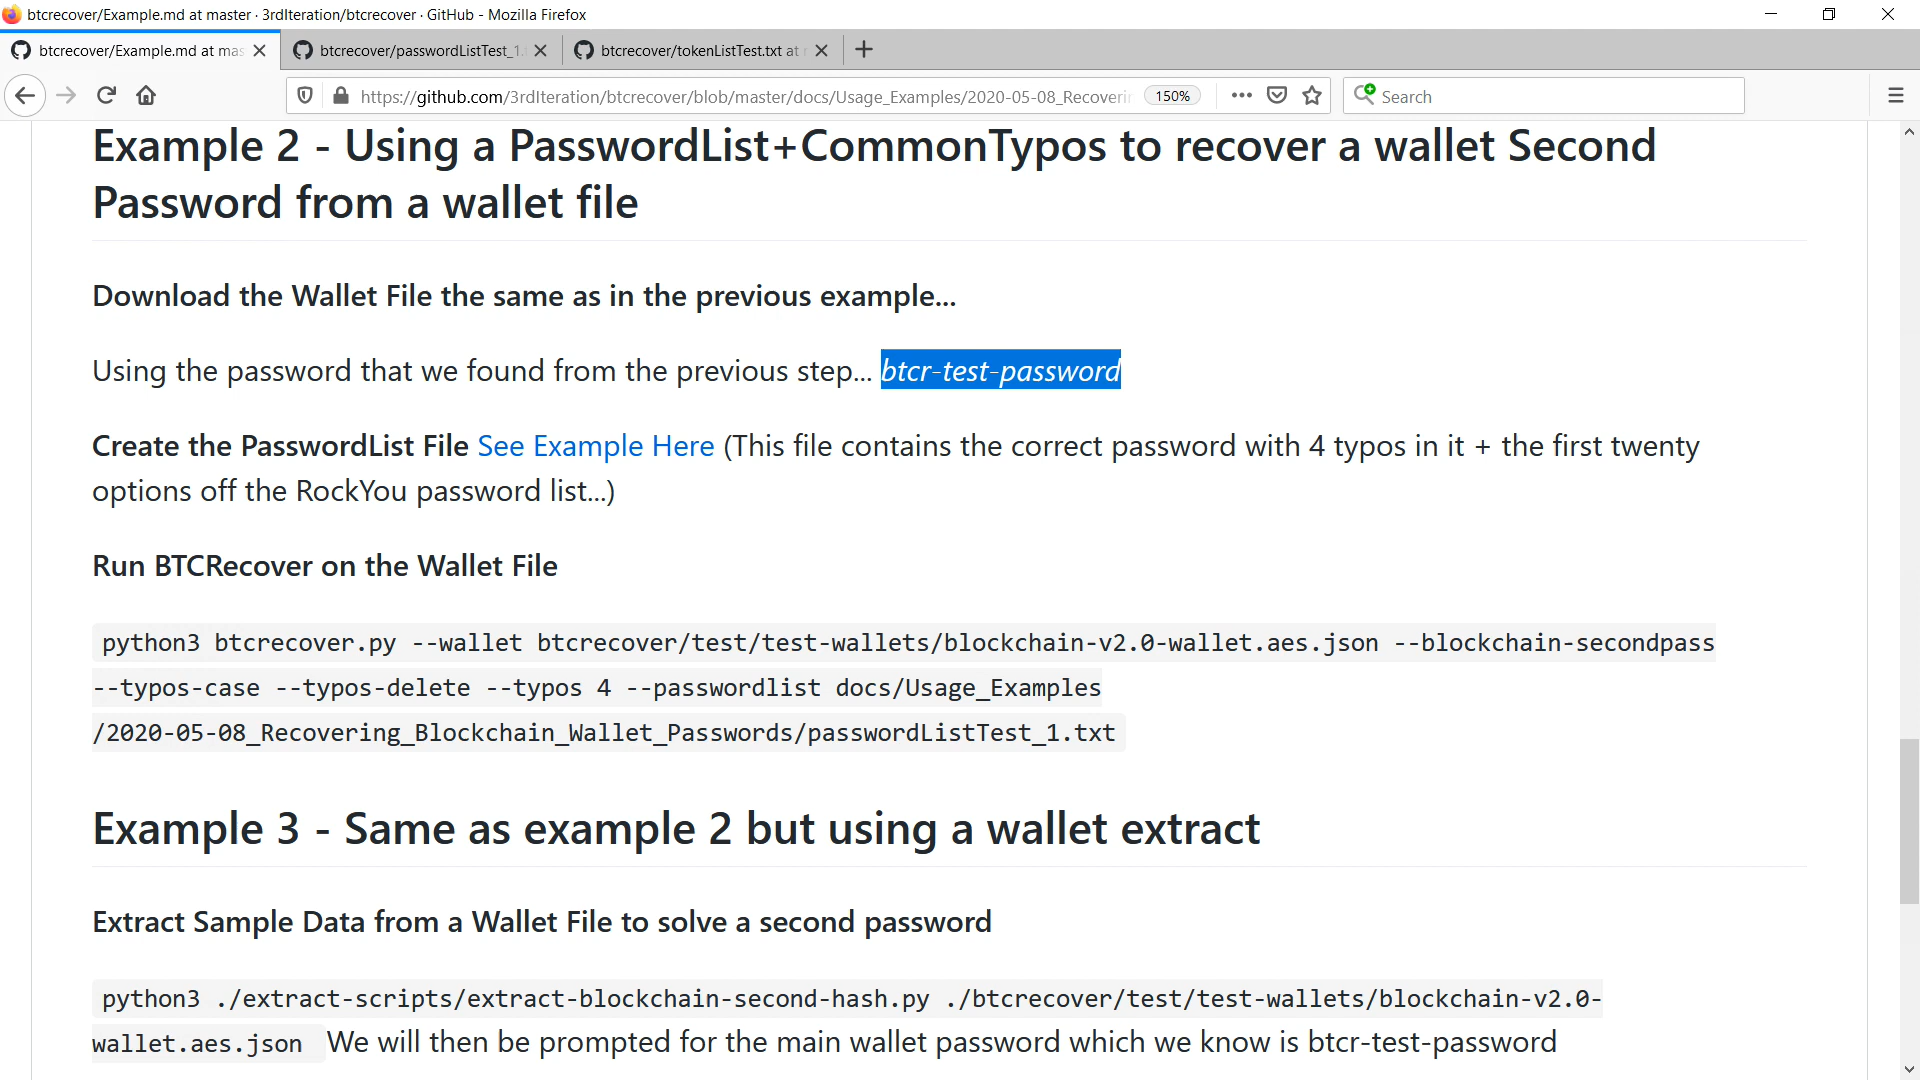 btcrecover/Example.md at master · 3rdIteration/btcrecover · GitHub - Mozilla Firefox
btcrecover/Example.md at mas
btcrecover/passwordListTest_1.
btcrecover/tokenListTest.txt at
https://github.com/3rdIteration/btcrecover/blob/master/docs/Usage_Examples/2020-05-08_Recoverin
150%
Search
Example 2 - Using a PasswordList+CommonTypos to recover a wallet Second
Password from a wallet file
Download the Wallet File the same as in the previous example...
Using the password that we found from the previous step... btcr-test-password
Create the PasswordList File See Example Here (This file contains the correct password with 4 typos in it + the first twenty
options off the RockYou password list...)
Run BTCRecover on the Wallet File
python3 btcrecover.py --wallet btcrecover/test/test-wallets/blockchain-v2.0-wallet.aes.json --blockchain-secondpass
--typos-case --typos-delete --typos 4 --passwordlist docs/Usage_Examples
/2020-05-08_Recovering_Blockchain_Wallet_Passwords/passwordListTest_1.txt
Example 3 - Same as example 2 but using a wallet extract
Extract Sample Data from a Wallet File to solve a second password
python3 ./extract-scripts/extract-blockchain-second-hash.py ./btcrecover/test/test-wallets/blockchain-v2.0-
wallet.aes.json We will then be prompted for the main wallet password which we know is btcr-test-password